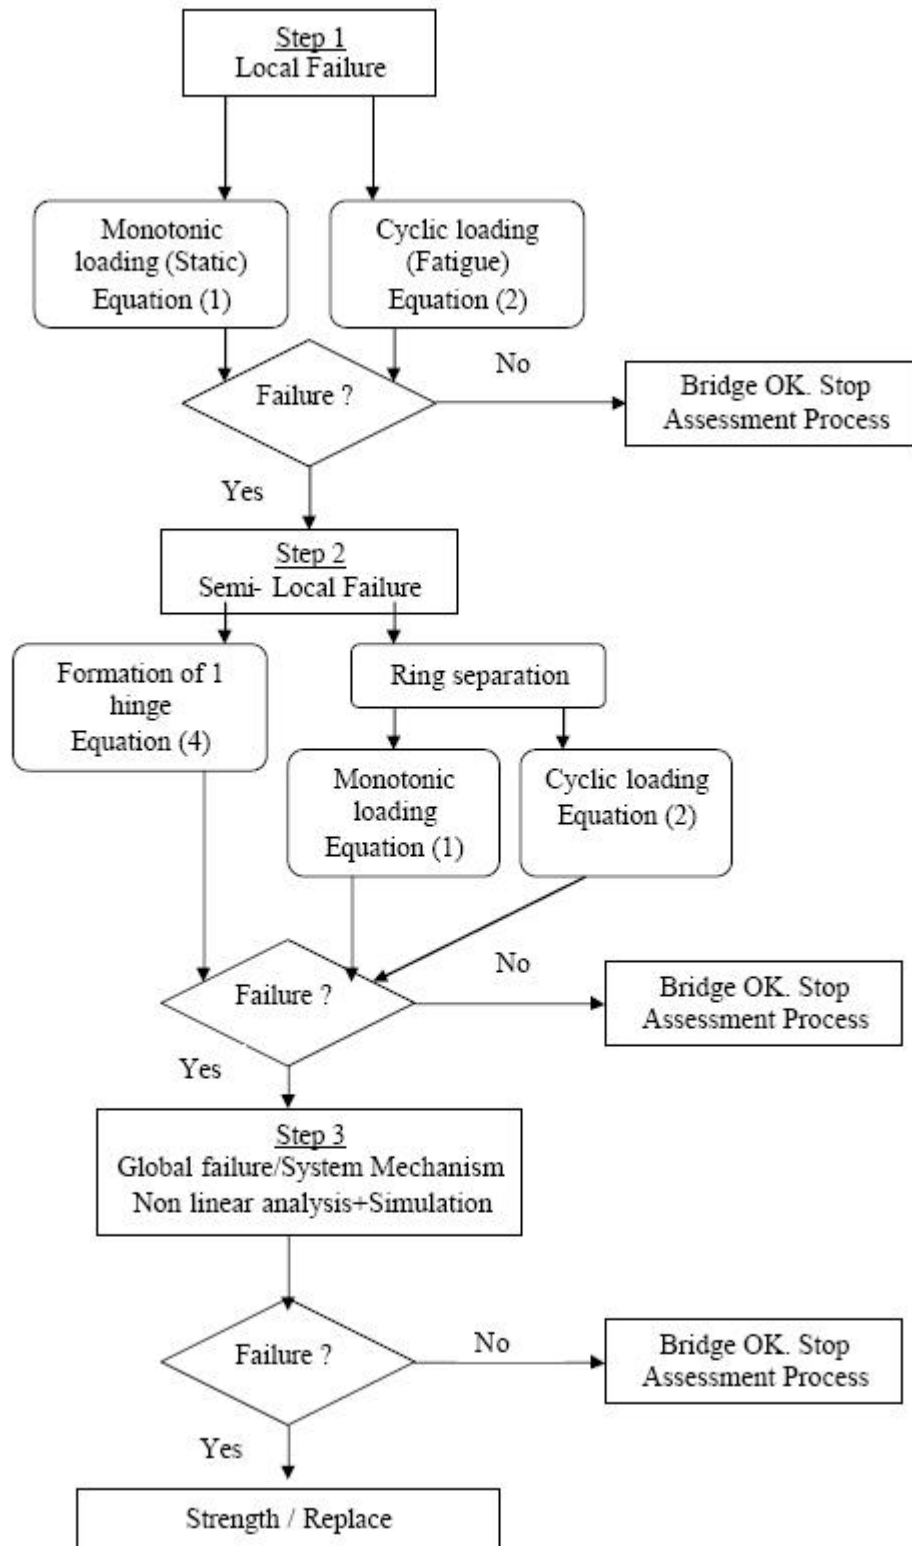 Step 1
Local Failure
Monotonic
loading (Static)
Equation (1)
Cyclic loading
(Fatigue)
Equation (2)
Failure ?
No
Bridge OK. Stop
Assessment Process
Yes
Step 2
Semi- Local Failure
Formation of 1
hinge
Equation (4)
Ring separation
Monotonic
loading
Equation (1)
Cyclic loading
Equation (2)
Failure ?
No
Bridge OK. Stop
Assessment Process
Yes
Step 3
Global failure/System Mechanism
Non linear analysis+Simulation
Failure ?
No
Bridge OK. Stop
Assessment Process
Yes
Strength / Replace